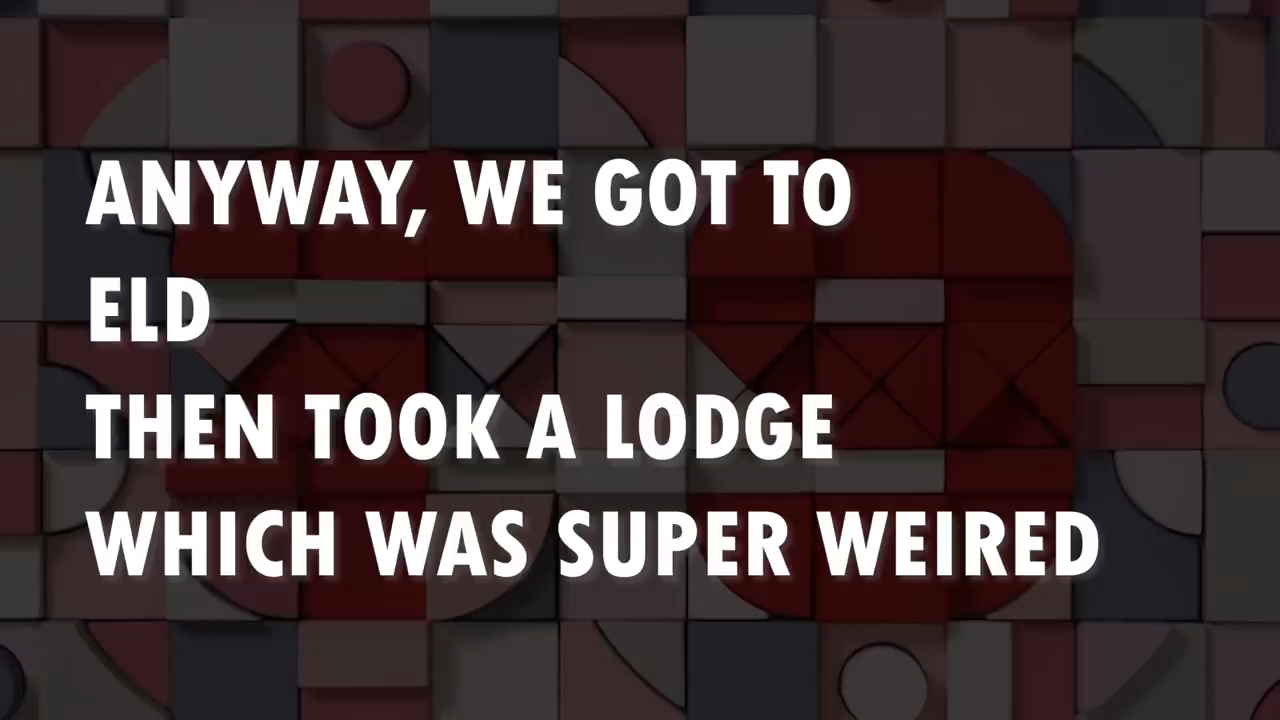 ANYWAY, WE GOT TO
ELD
THEN TOOK A LODGE
WHICH WAS SUPER WEIRED